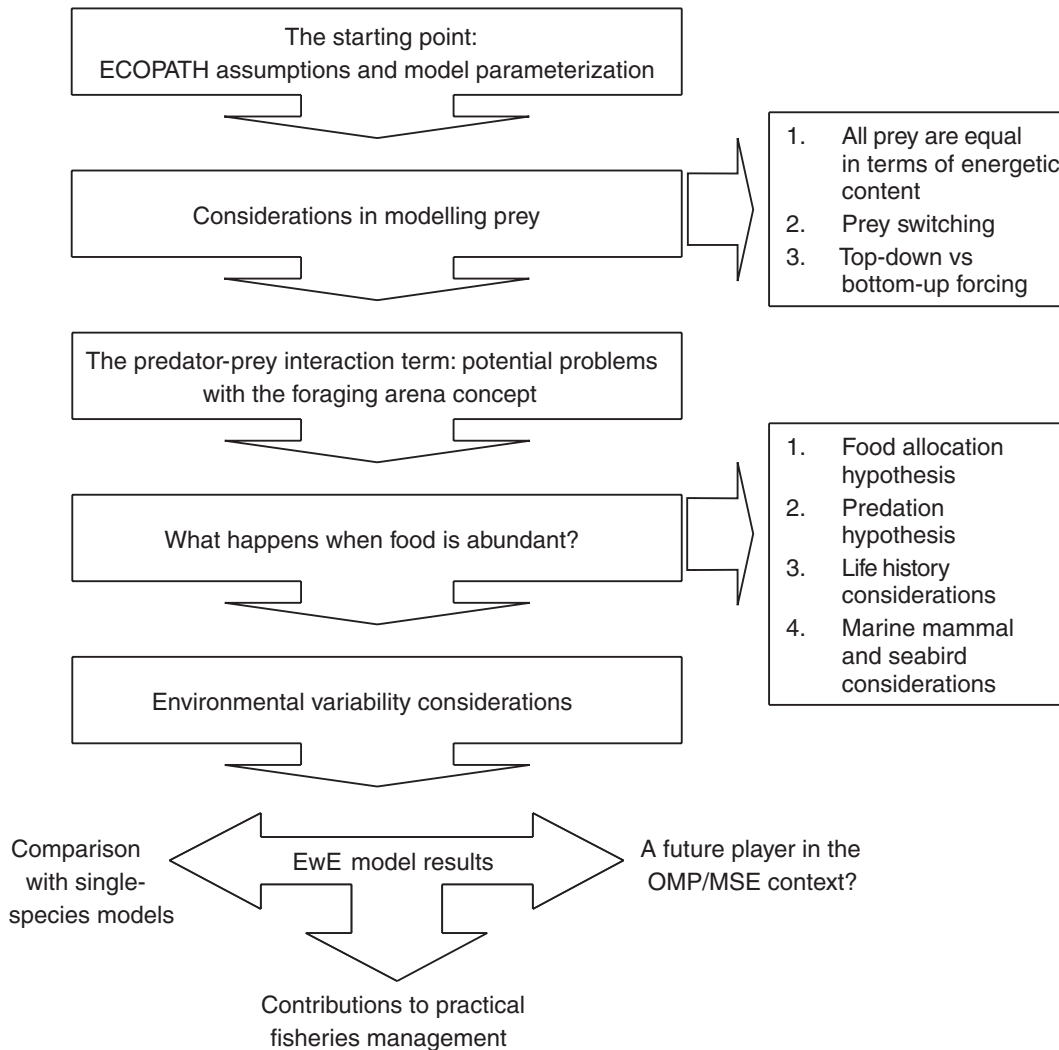 The starting point:
ECOPATH assumptions and model parameterization
Considerations in modelling prey
1. All prey are equal
in terms of energetic
content
2. Prey switching
3. Top-down vs
bottom-up forcing
The predator-prey interaction term: potential problems
with the foraging arena concept
What happens when food is abundant?
1. Food allocation
hypothesis
2. Predation
hypothesis
3. Life history
considerations
4. Marine mammal
and seabird
considerations
Environmental variability considerations
Comparison
with single-
species models
EwE model results
A future player in the
OMP/MSE context?
Contributions to practical
fisheries management